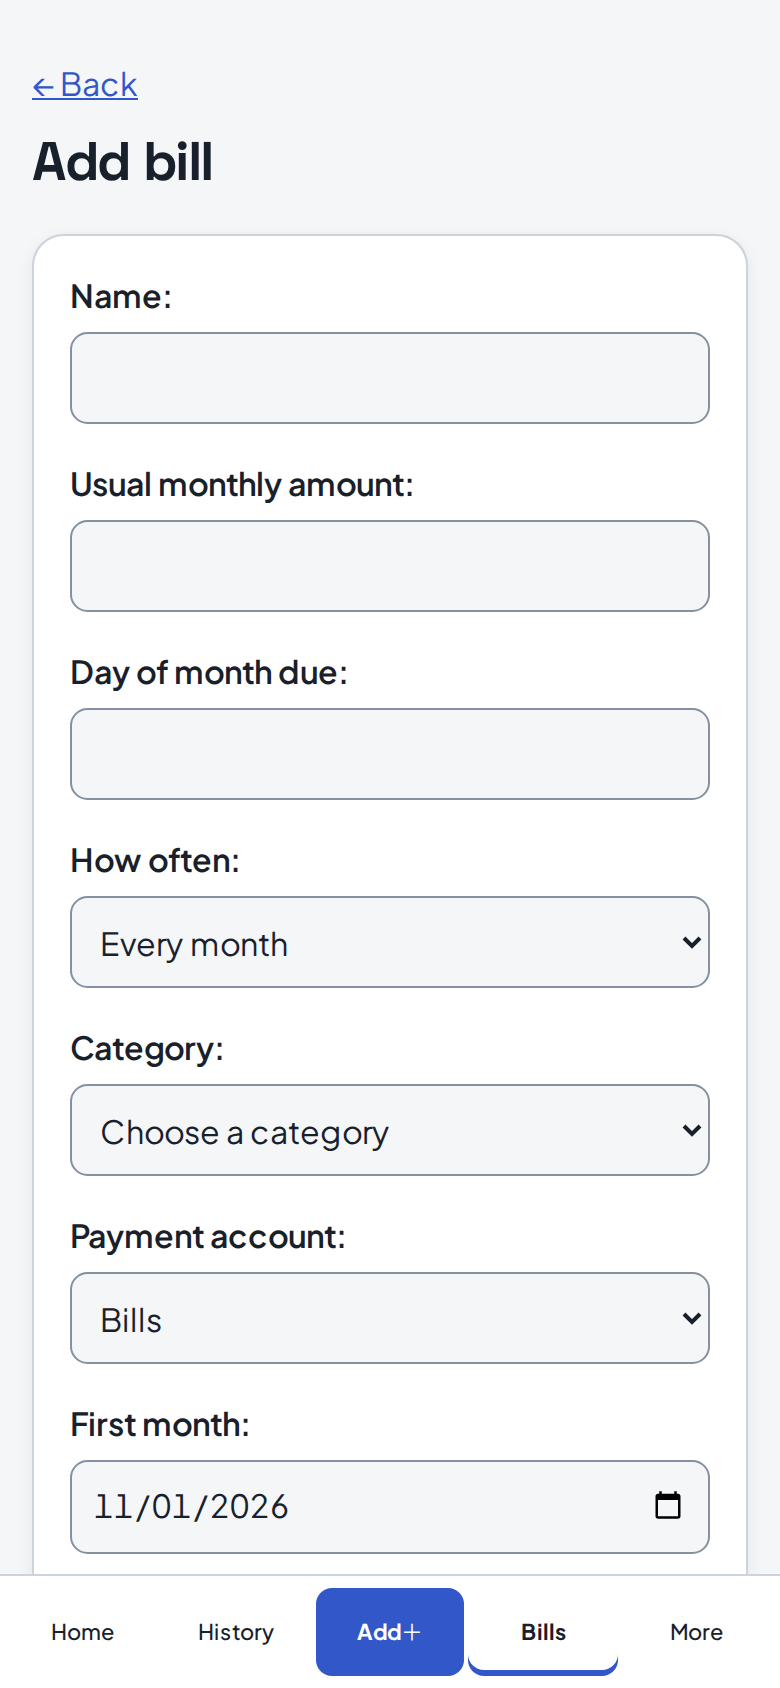 ← Back
Add bill
Name:
Usual monthly amount:
Day of month due:
How often:
Every month
Category:
Choose a category
Payment account:
Bills
First month:
11/01/2026
Home
History
Add+
Bills
More